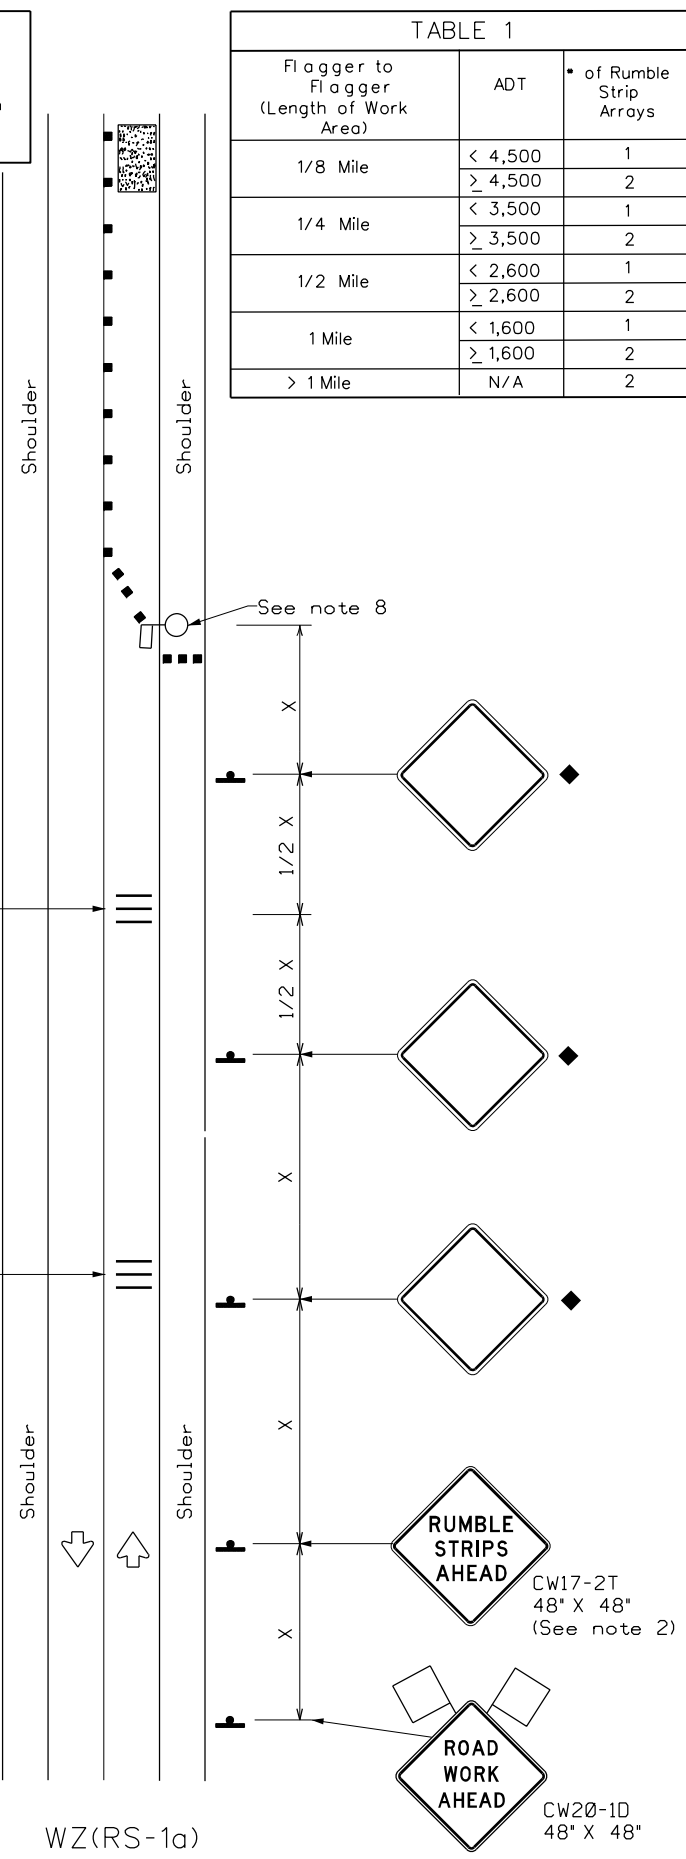 TABLE 1
Flagger to
Flagger
(Length of Work
Area)
ADT
* of Rumble
Strip
Arrays
1/8 Mile
< 4,500
1
≥ 4,500
2
1/4 Mile
< 3,500
1
≥ 3,500
2
1/2 Mile
< 2,600
1
≥ 2,600
2
1 Mile
< 1,600
1
≥ 1,600
2
> 1 Mile
N/A
2
Shoulder
Shoulder
See note 8
X
1/2 X
1/2 X
X
X
Shoulder
Shoulder
RUMBLE
STRIPS
AHEAD
CW17-2T
48" X 48"
(See note 2)
X
ROAD
WORK
AHEAD
CW20-1D
48" X 48"
WZ(RS-1a)